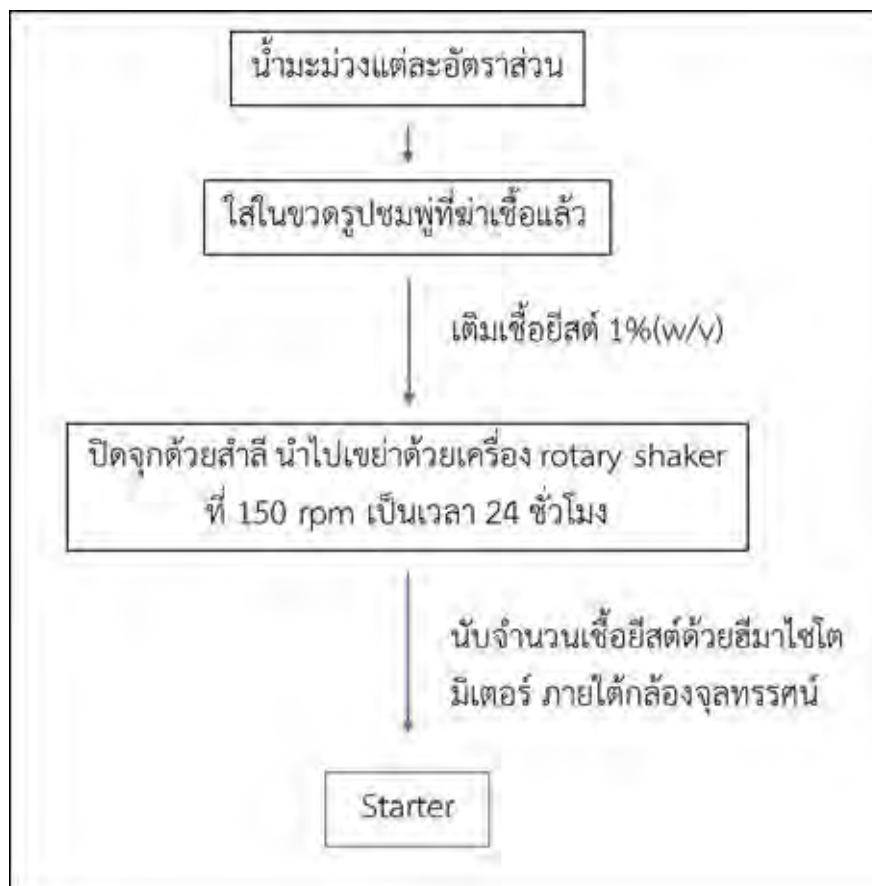 น้ำมะม่วงแต่ละอัตราส่วน
ใส่ในขวดรูปชมพู่ที่ฆ่าเชื้อแล้ว
เติมเชื้อยีสต์ 1%(w/v)
ปิดจุกด้วยสำลี นำไปเขย่าด้วยเครื่อง rotary shaker
ที่ 150 rpm เป็นเวลา 24 ชั่วโมง
นับจำนวนเชื้อยีสต์ด้วยฮีมาไซโต
มิเตอร์ ภายใต้กล้องจุลทรรศน์
Starter